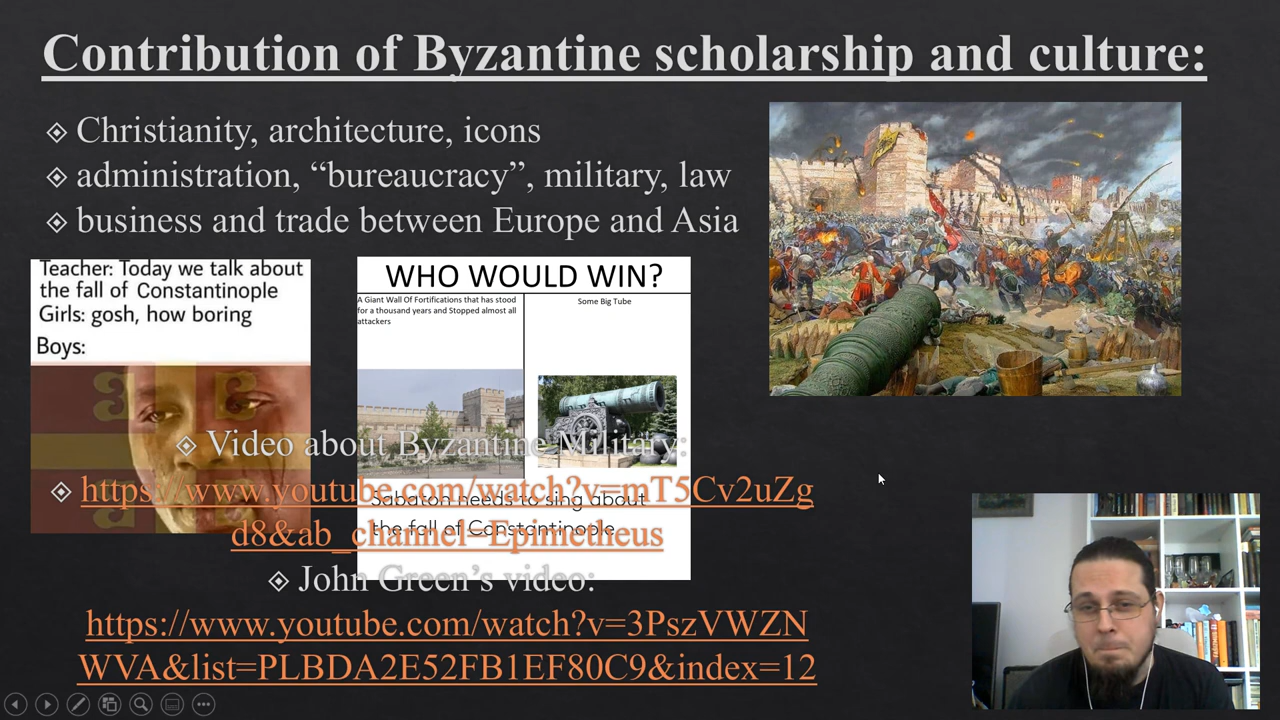 Contribution of Byzantine scholarship and culture:
Christianity, architecture, icons
administration, “bureaucracy”, military, law
business and trade between Europe and Asia
Teacher: Today we talk about
the fall of Constantinople
Girls: gosh, how boring
Boys:
WHO WOULD WIN?
A Giant Wall Of Fortifications that has stood
for a thousand years and Stopped almost all
attackers
Some Big Tube
Sabaton needs to sing about
the fall of Constantinople
Video about Byzantine Military:
https://www.youtube.com/watch?v=mT5Cv2uZg
d8&ab_channel=Epimetheus
John Green’s video:
https://www.youtube.com/watch?v=3PszVWZN
WVA&list=PLBDA2E52FB1EF80C9&index=12